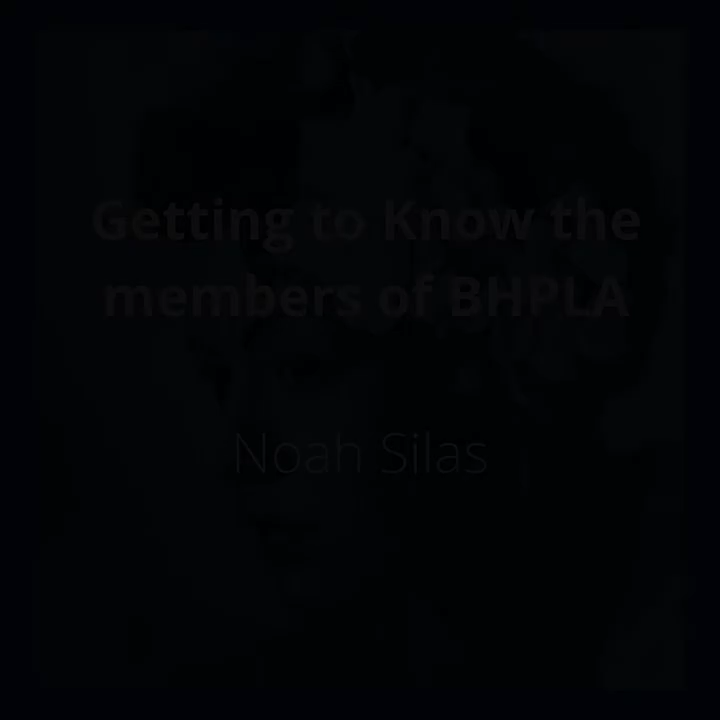 Getting to Know the
members of BHPLA
Noah Silas